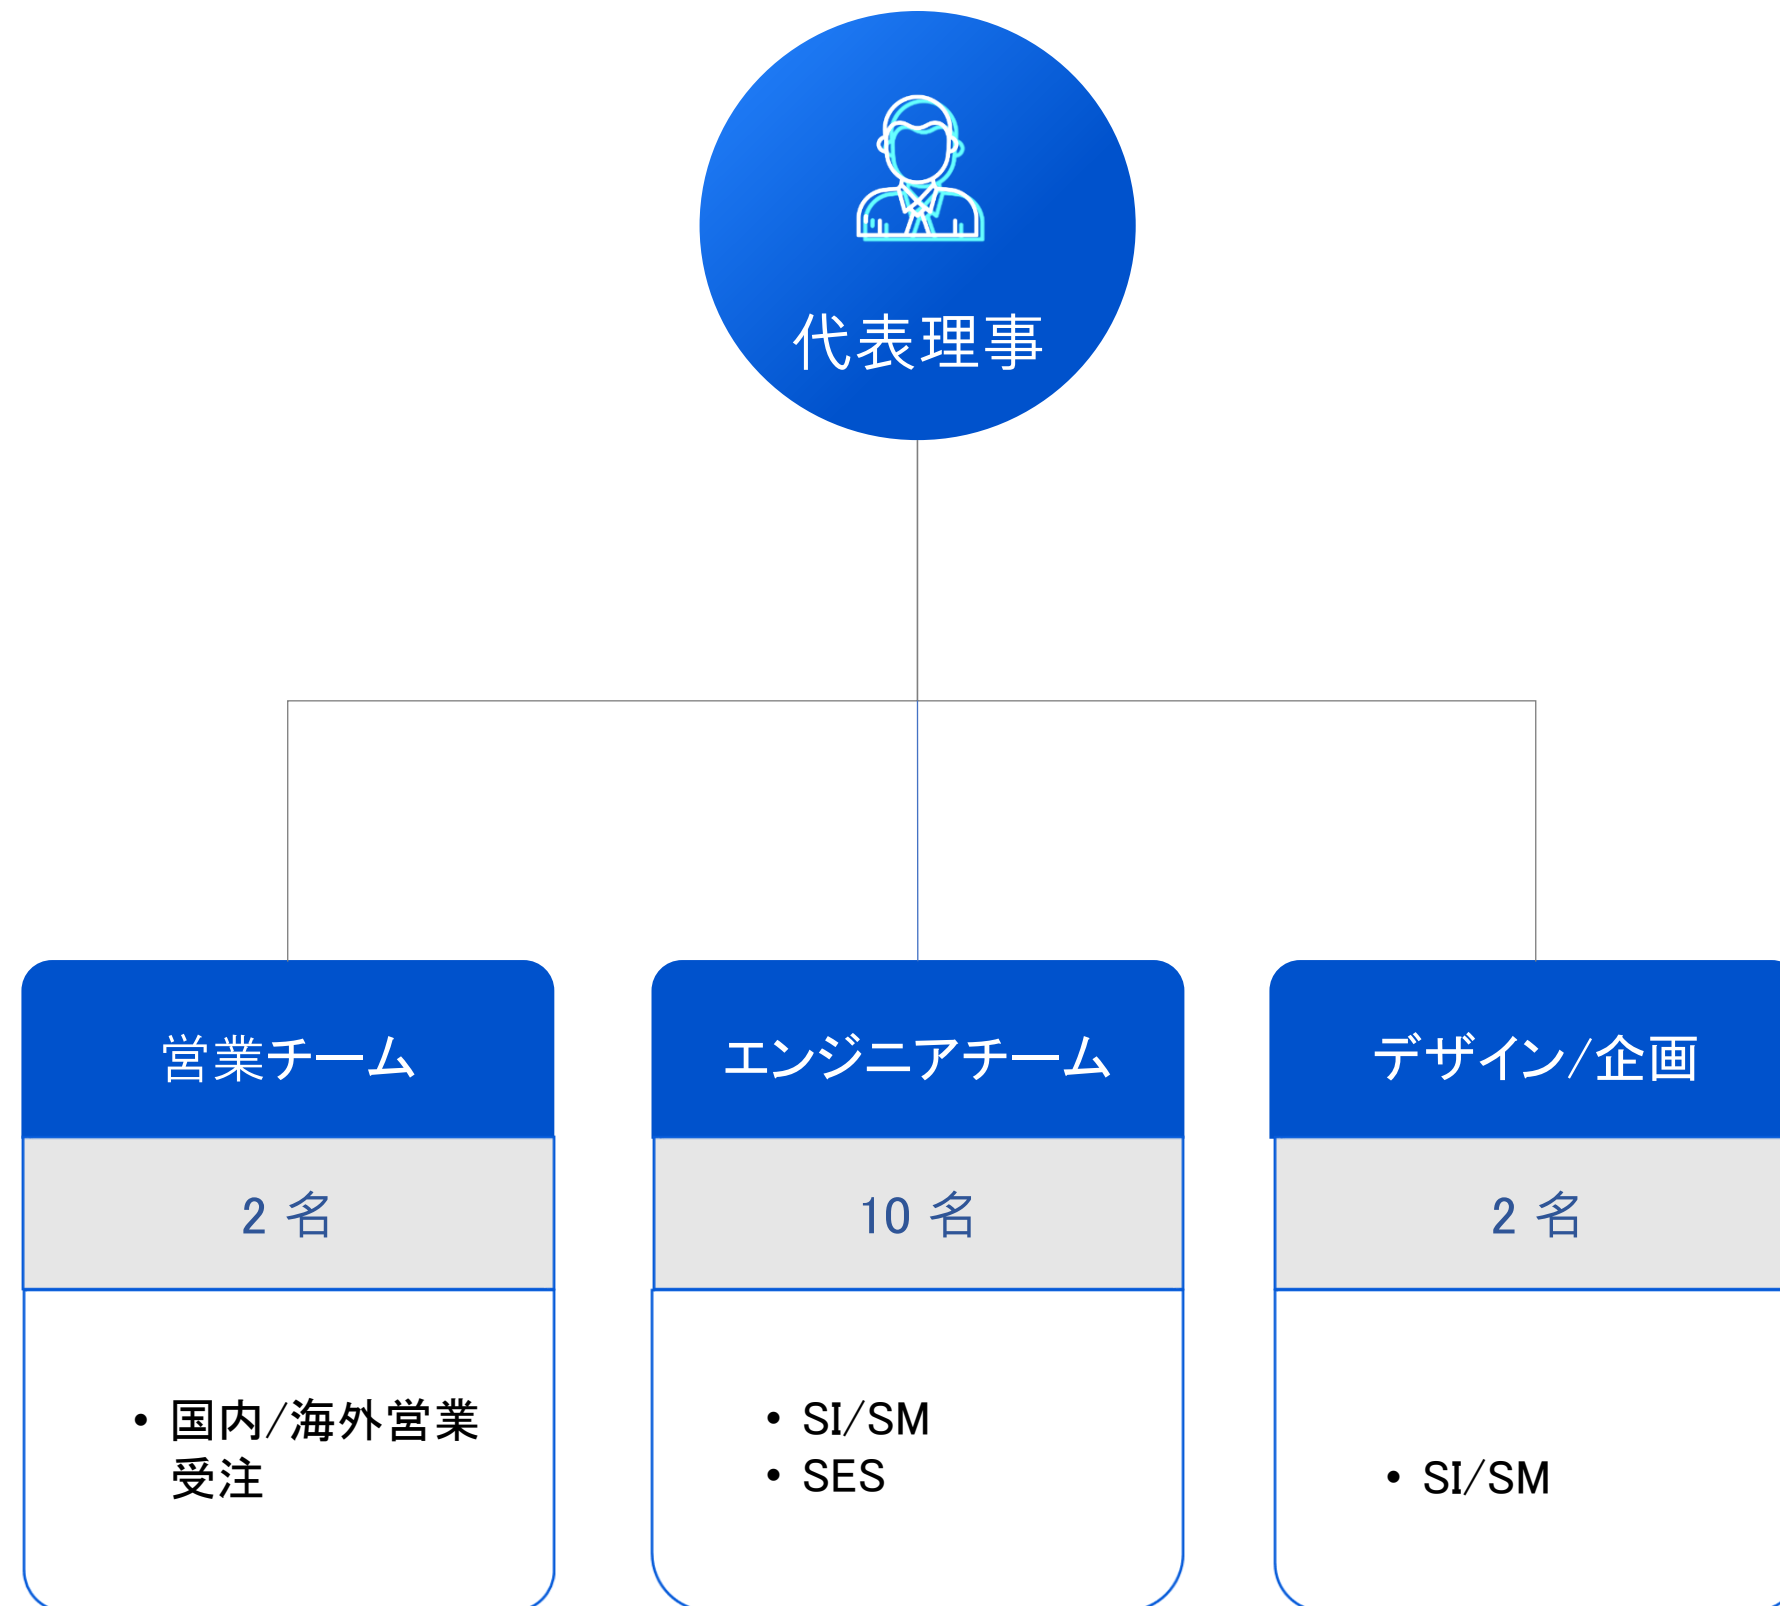 代表理事
営業チーム
エンジニアチーム
デザイン/企画
2 名
10 名
2 名
• 国内/海外営業
受注
• SI/SM
• SES
• SI/SM